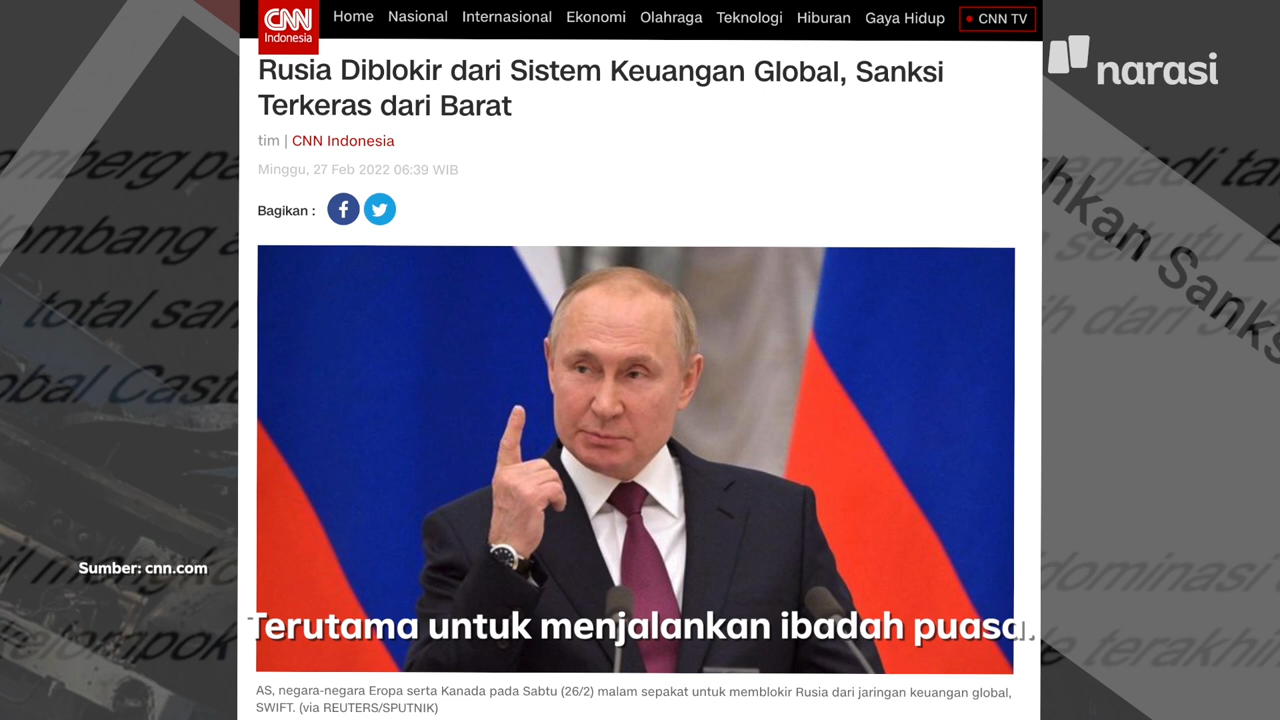 CNN
Indonesia
Home Nasional Internasional Ekonomi Olahraga Teknologi Hiburan Gaya Hidup CNN TV
narasi
Rusia Diblokir dari Sistem Keuangan Global, Sanksi
Terkeras dari Barat
tim | CNN Indonesia
Minggu, 27 Feb 2022 06:39 WIB
Bagikan :
total
Sumber: cnn.com
Terutama untuk menjalankan ibadah puasa.
AS, negara-negara Eropa serta Kanada pada Sabtu (26/2) malam sepakat untuk memblokir Rusia dari jaringan keuangan global,
SWIFT. (via REUTERS/SPUTNIK)